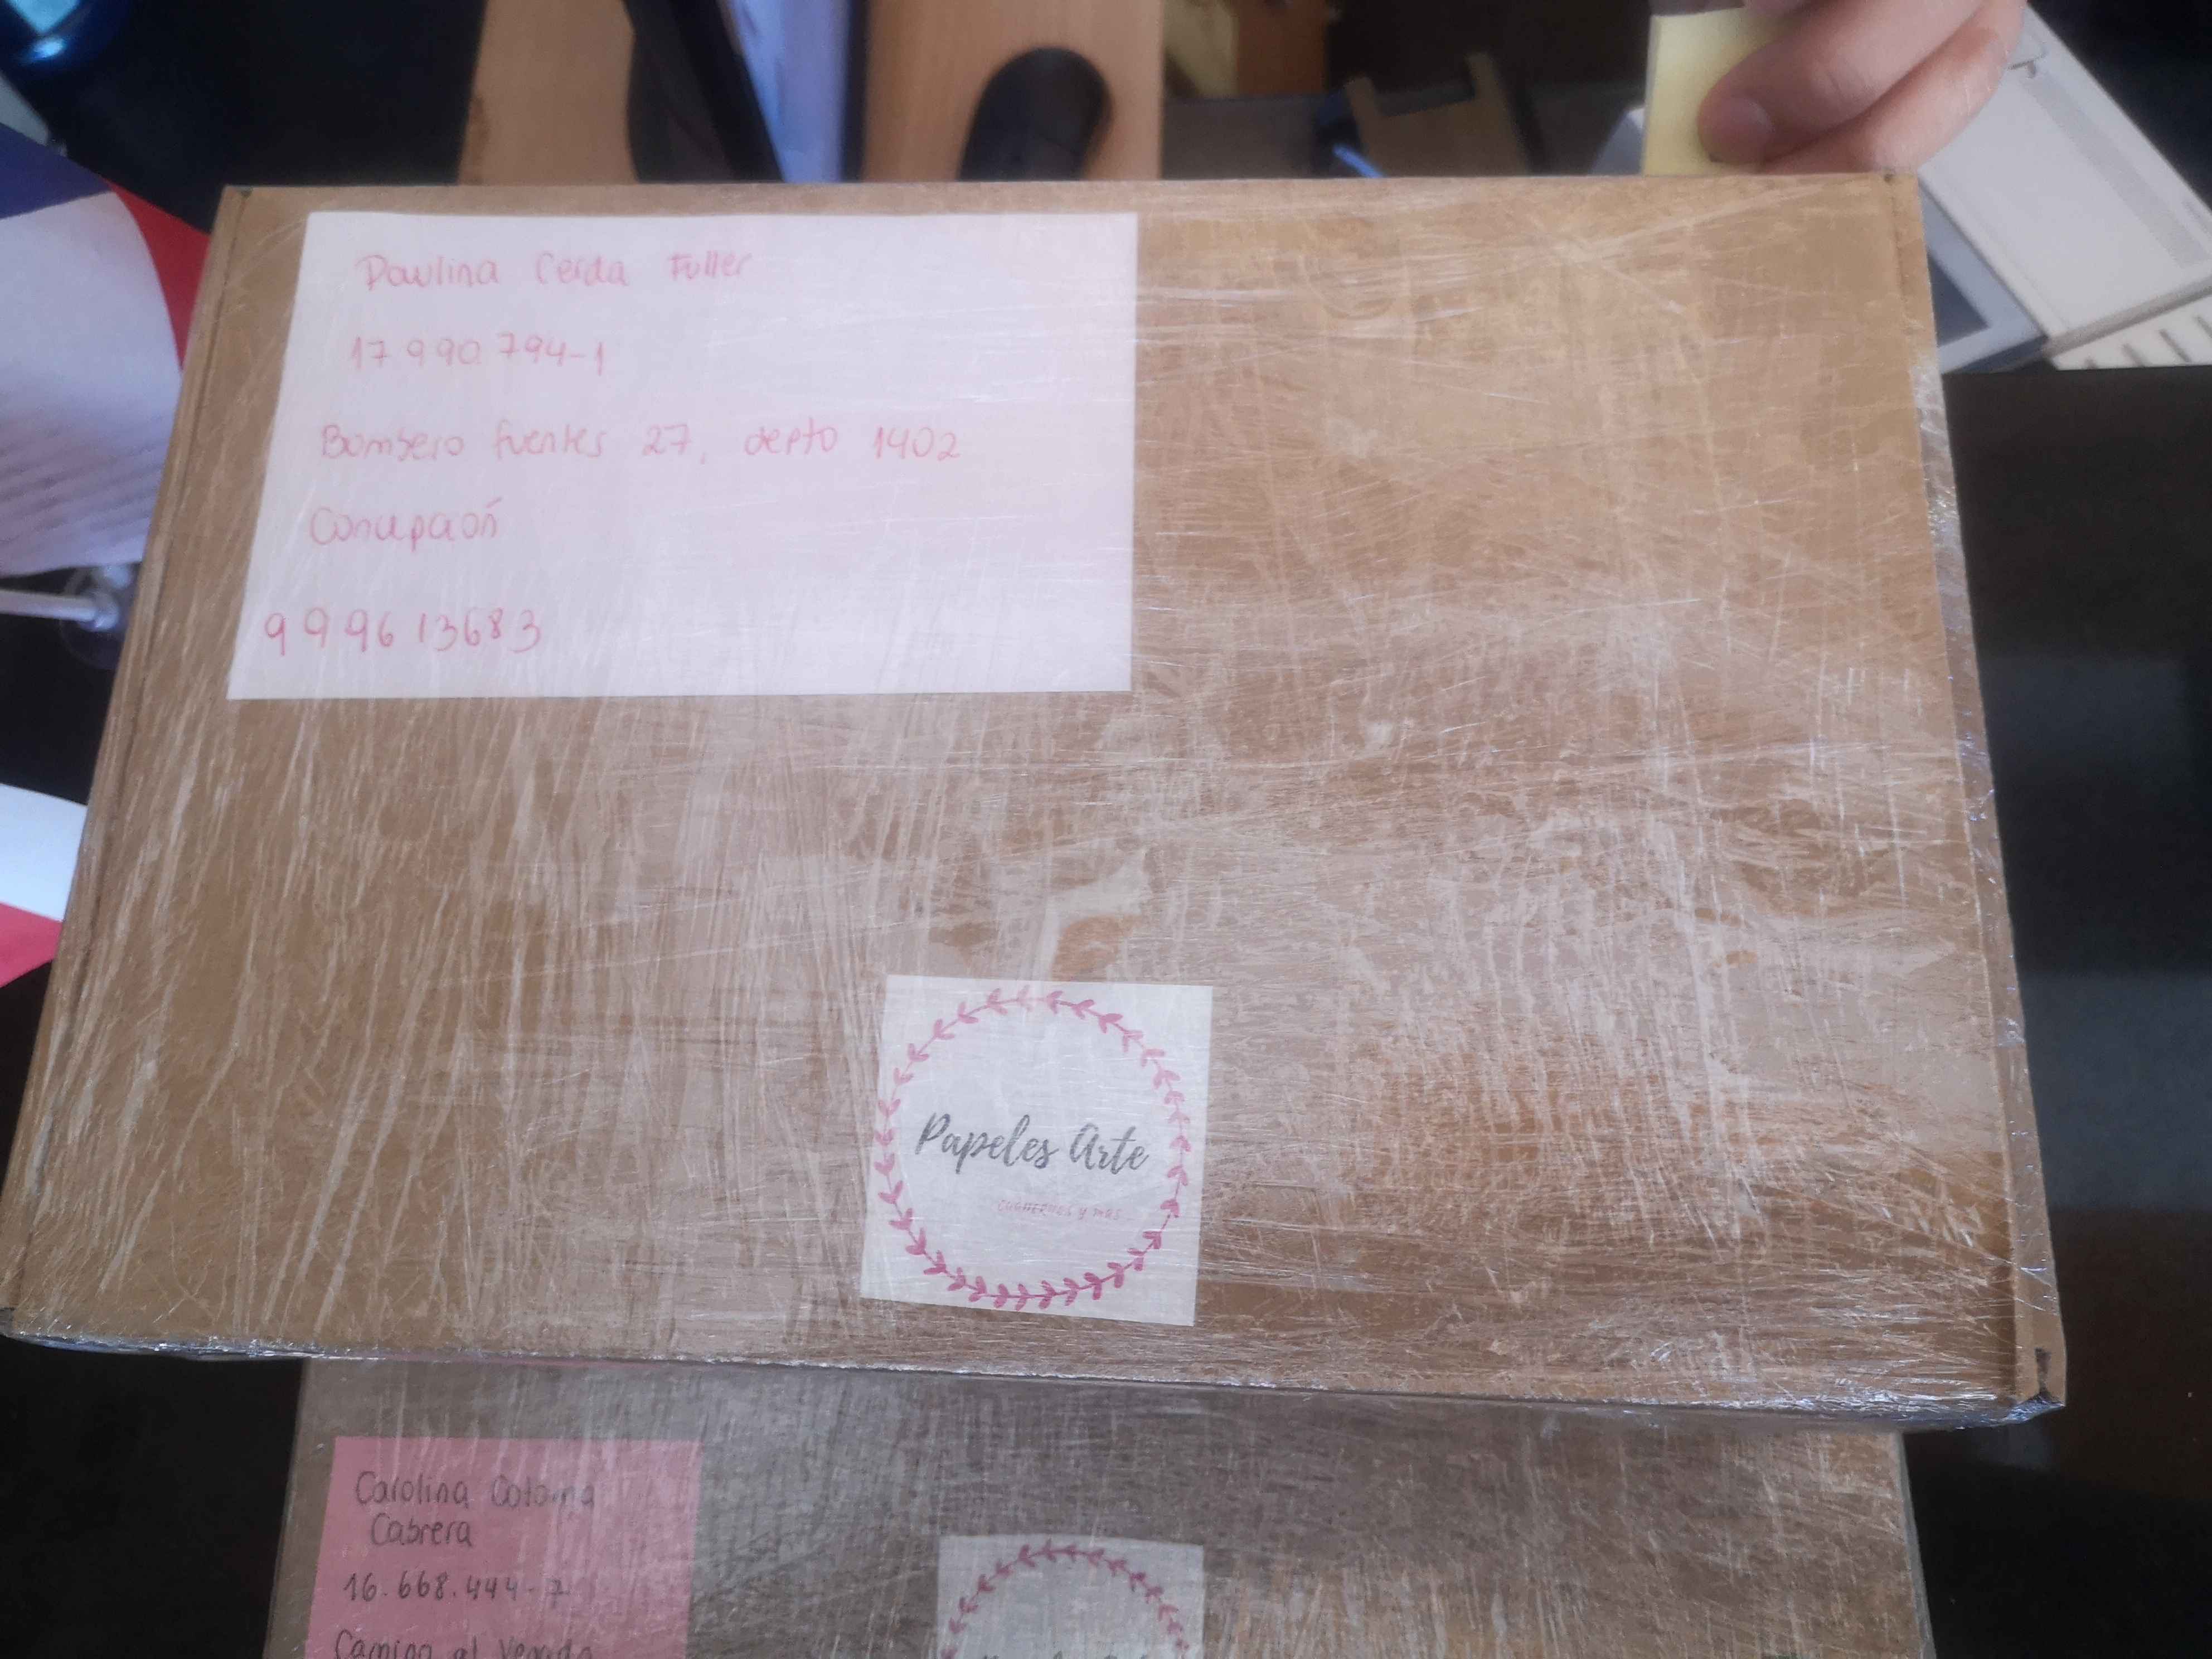 Paulina Cerda Fuller
17.990.794-1
Bombero fuentes 27, depto 1402
Concepción
999613683
Papeles Arte
CUADERNOS y MAS
Carolina Coloma
Cabrera
16.668.444-7
Camino al Venado